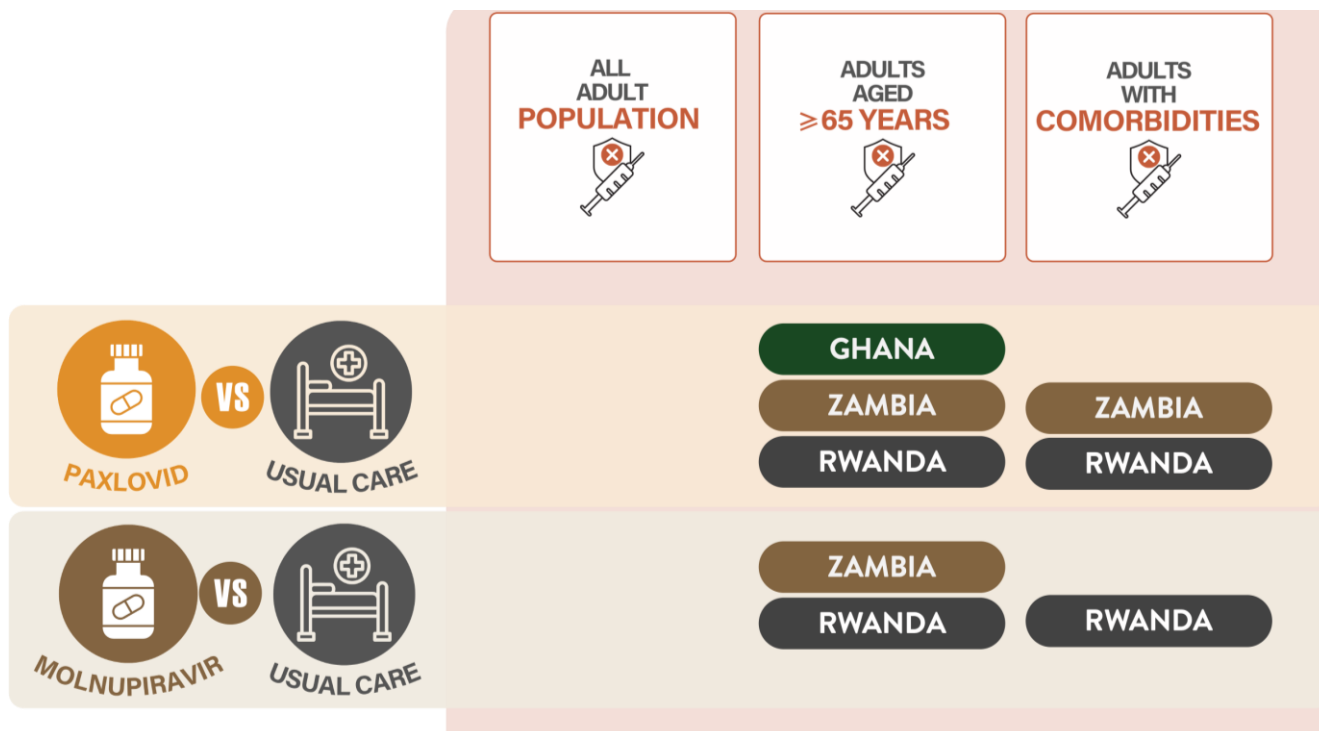 ALL
ADULT
POPULATION
ADULTS
AGED
⩾65 YEARS
ADULTS
WITH
COMORBIDITIES
PAXLOVID
VS
USUAL CARE
GHANA
ZAMBIA
RWANDA
ZAMBIA
RWANDA
MOLNUPIRAVIR
VS
USUAL CARE
ZAMBIA
RWANDA
RWANDA